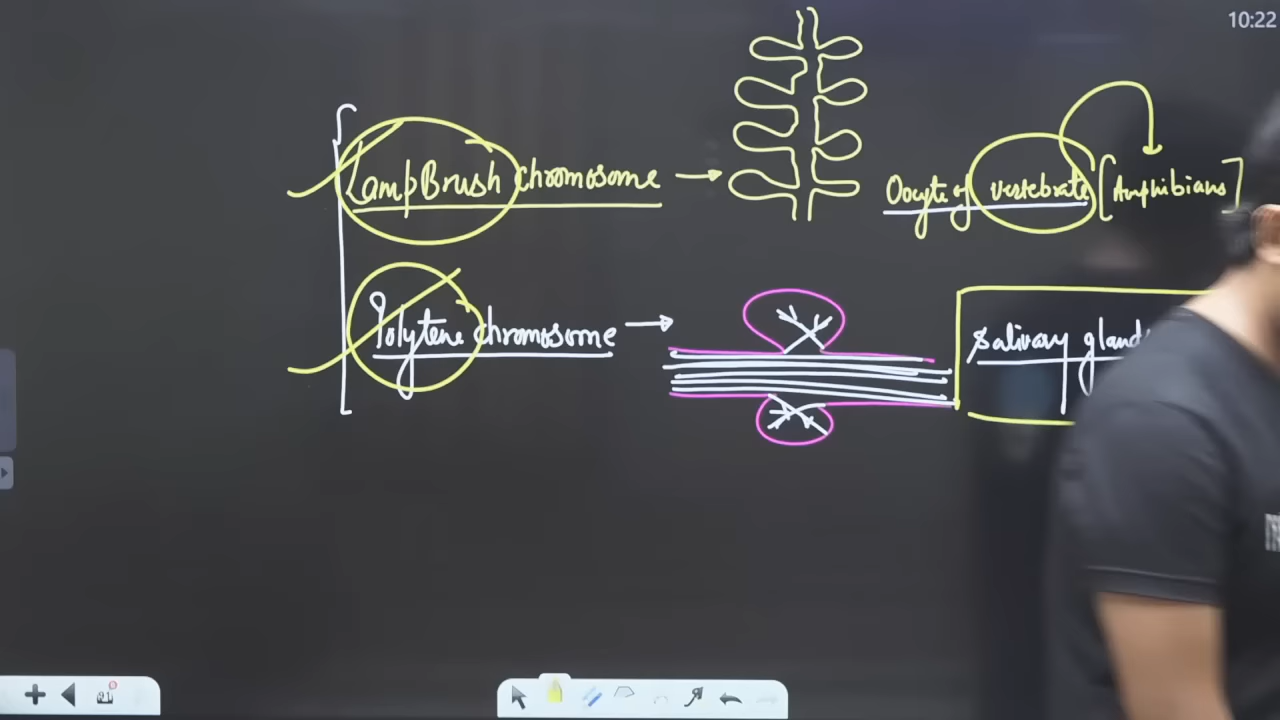 10:22
LampBrush chromosome → Oocyte of vertebrate [Amphibians]
Polytene chromosome → Salivary gland